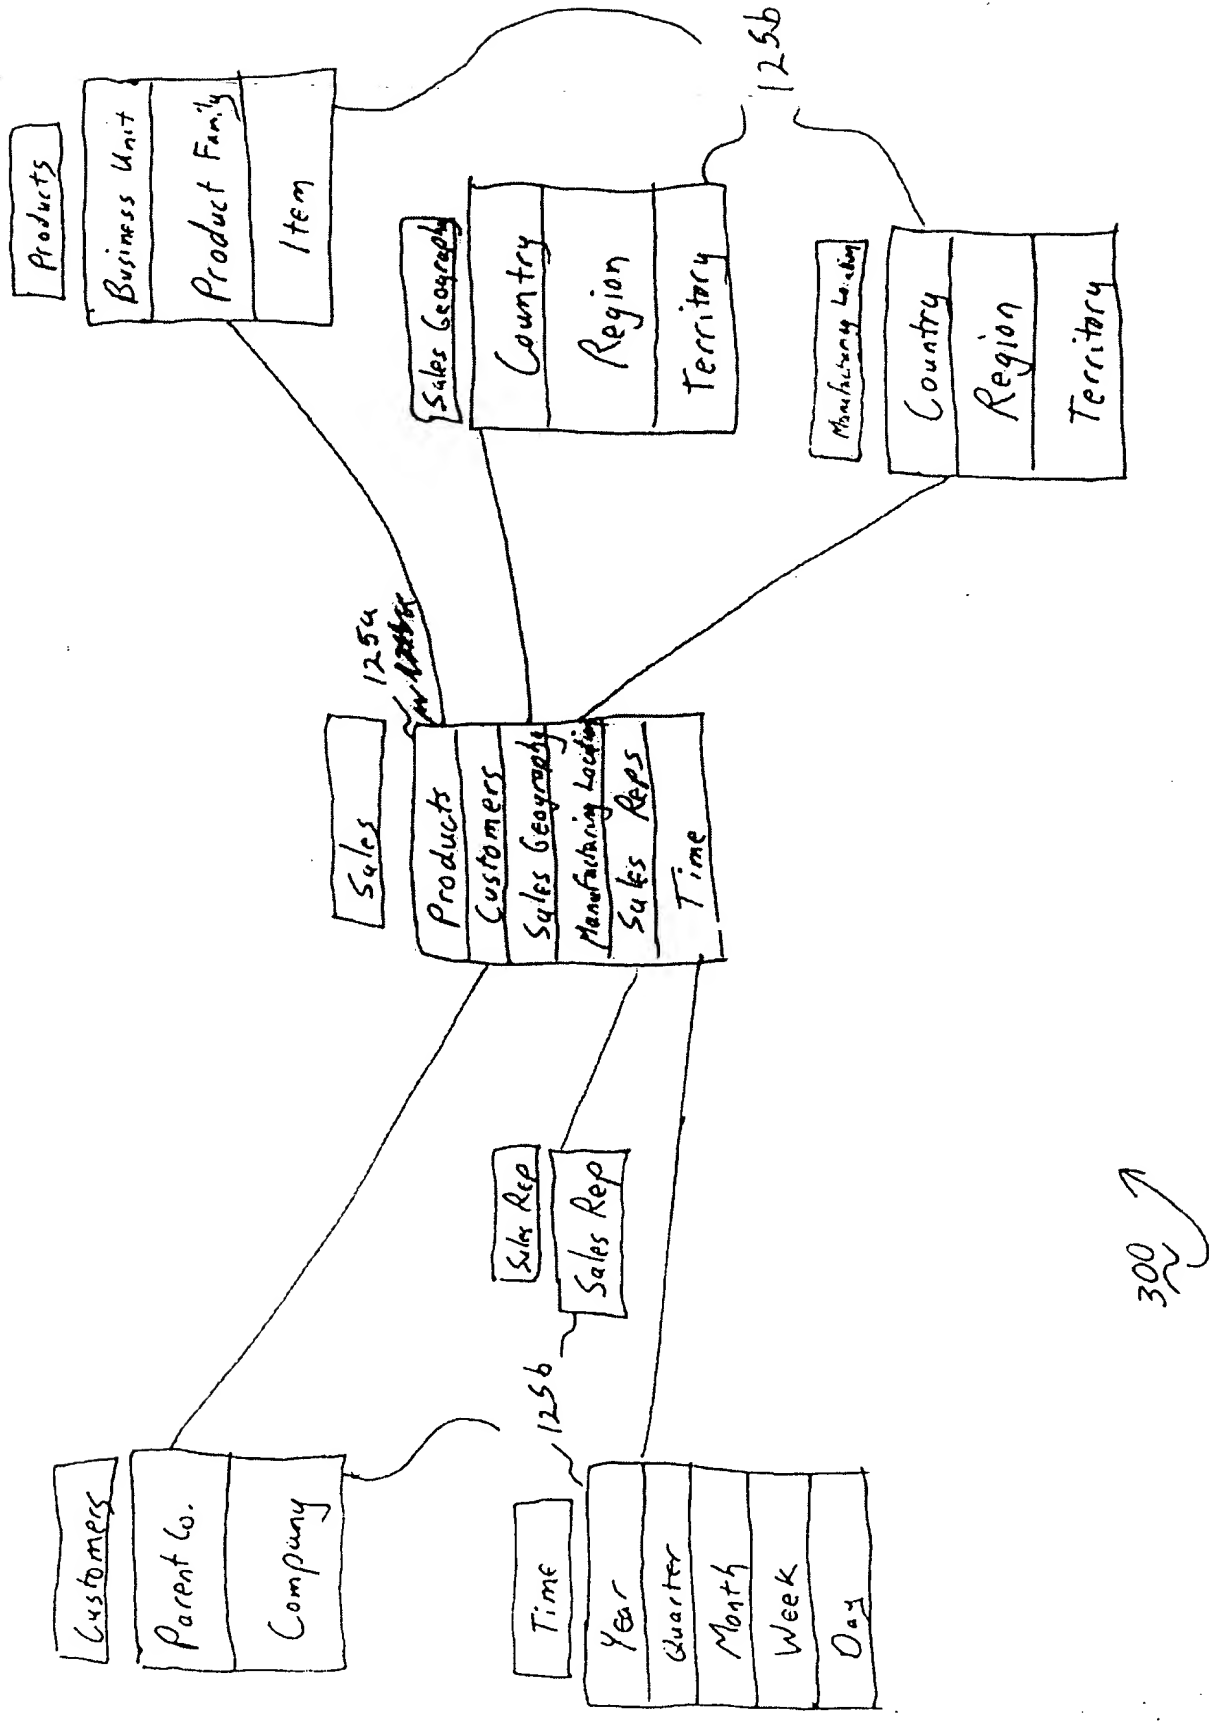 Customers
Parent Co.
Company
Time
Year
Quarter
Month
Week
Day
125b
Sales Rep
Sales Rep
Sales
125a
Products
Customers
Sales Geography
Manufacturing Location
Sales Reps
Time
Products
Business Unit
Product Family
Item
Sales Geography
Country
Region
Territory
Manufacturing Location
Country
Region
Territory
125b
300